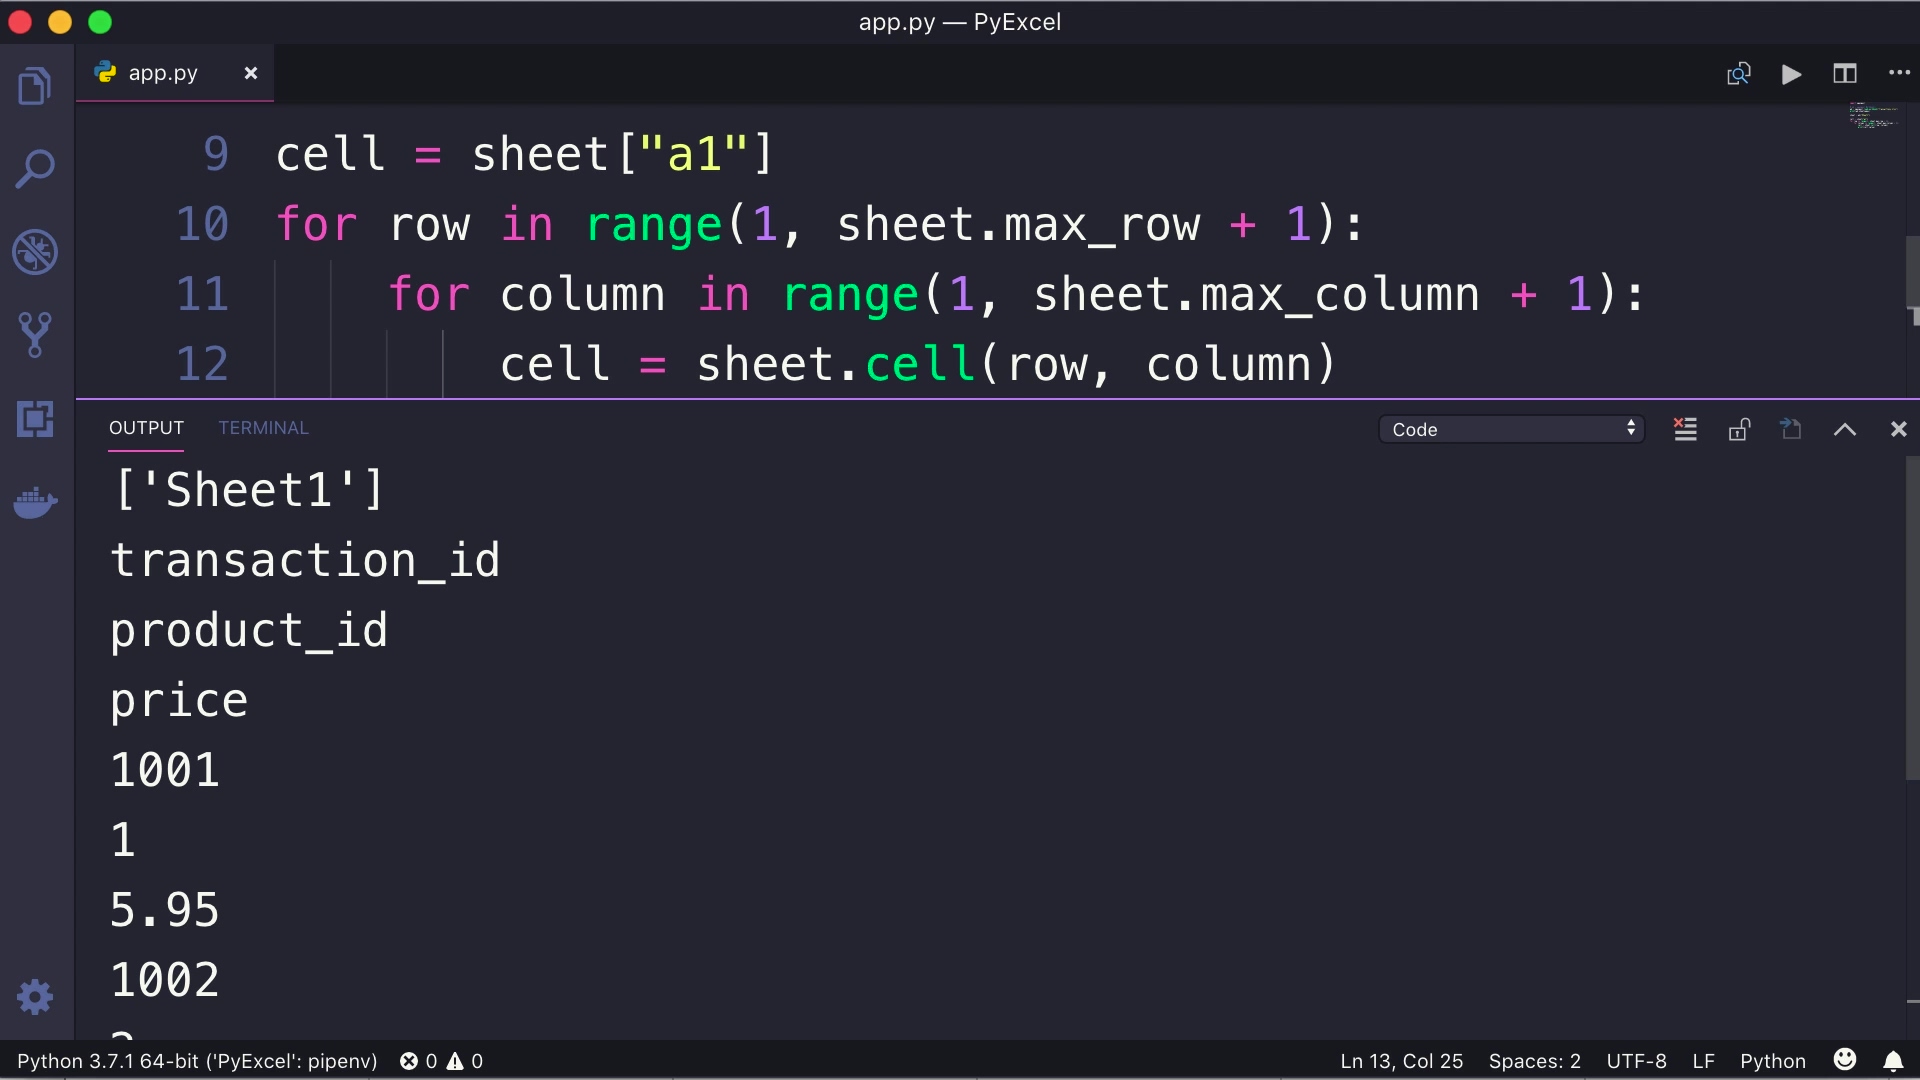 app.py — PyExcel
app.py
9 cell = sheet["a1"]
10 for row in range(1, sheet.max_row + 1):
11 for column in range(1, sheet.max_column + 1):
12 cell = sheet.cell(row, column)
OUTPUT TERMINAL Code
['Sheet1']
transaction_id
product_id
price
1001
1
5.95
1002
Python 3.7.1 64-bit ('PyExcel': pipenv) 0 0 Ln 13, Col 25 Spaces: 2 UTF-8 LF Python